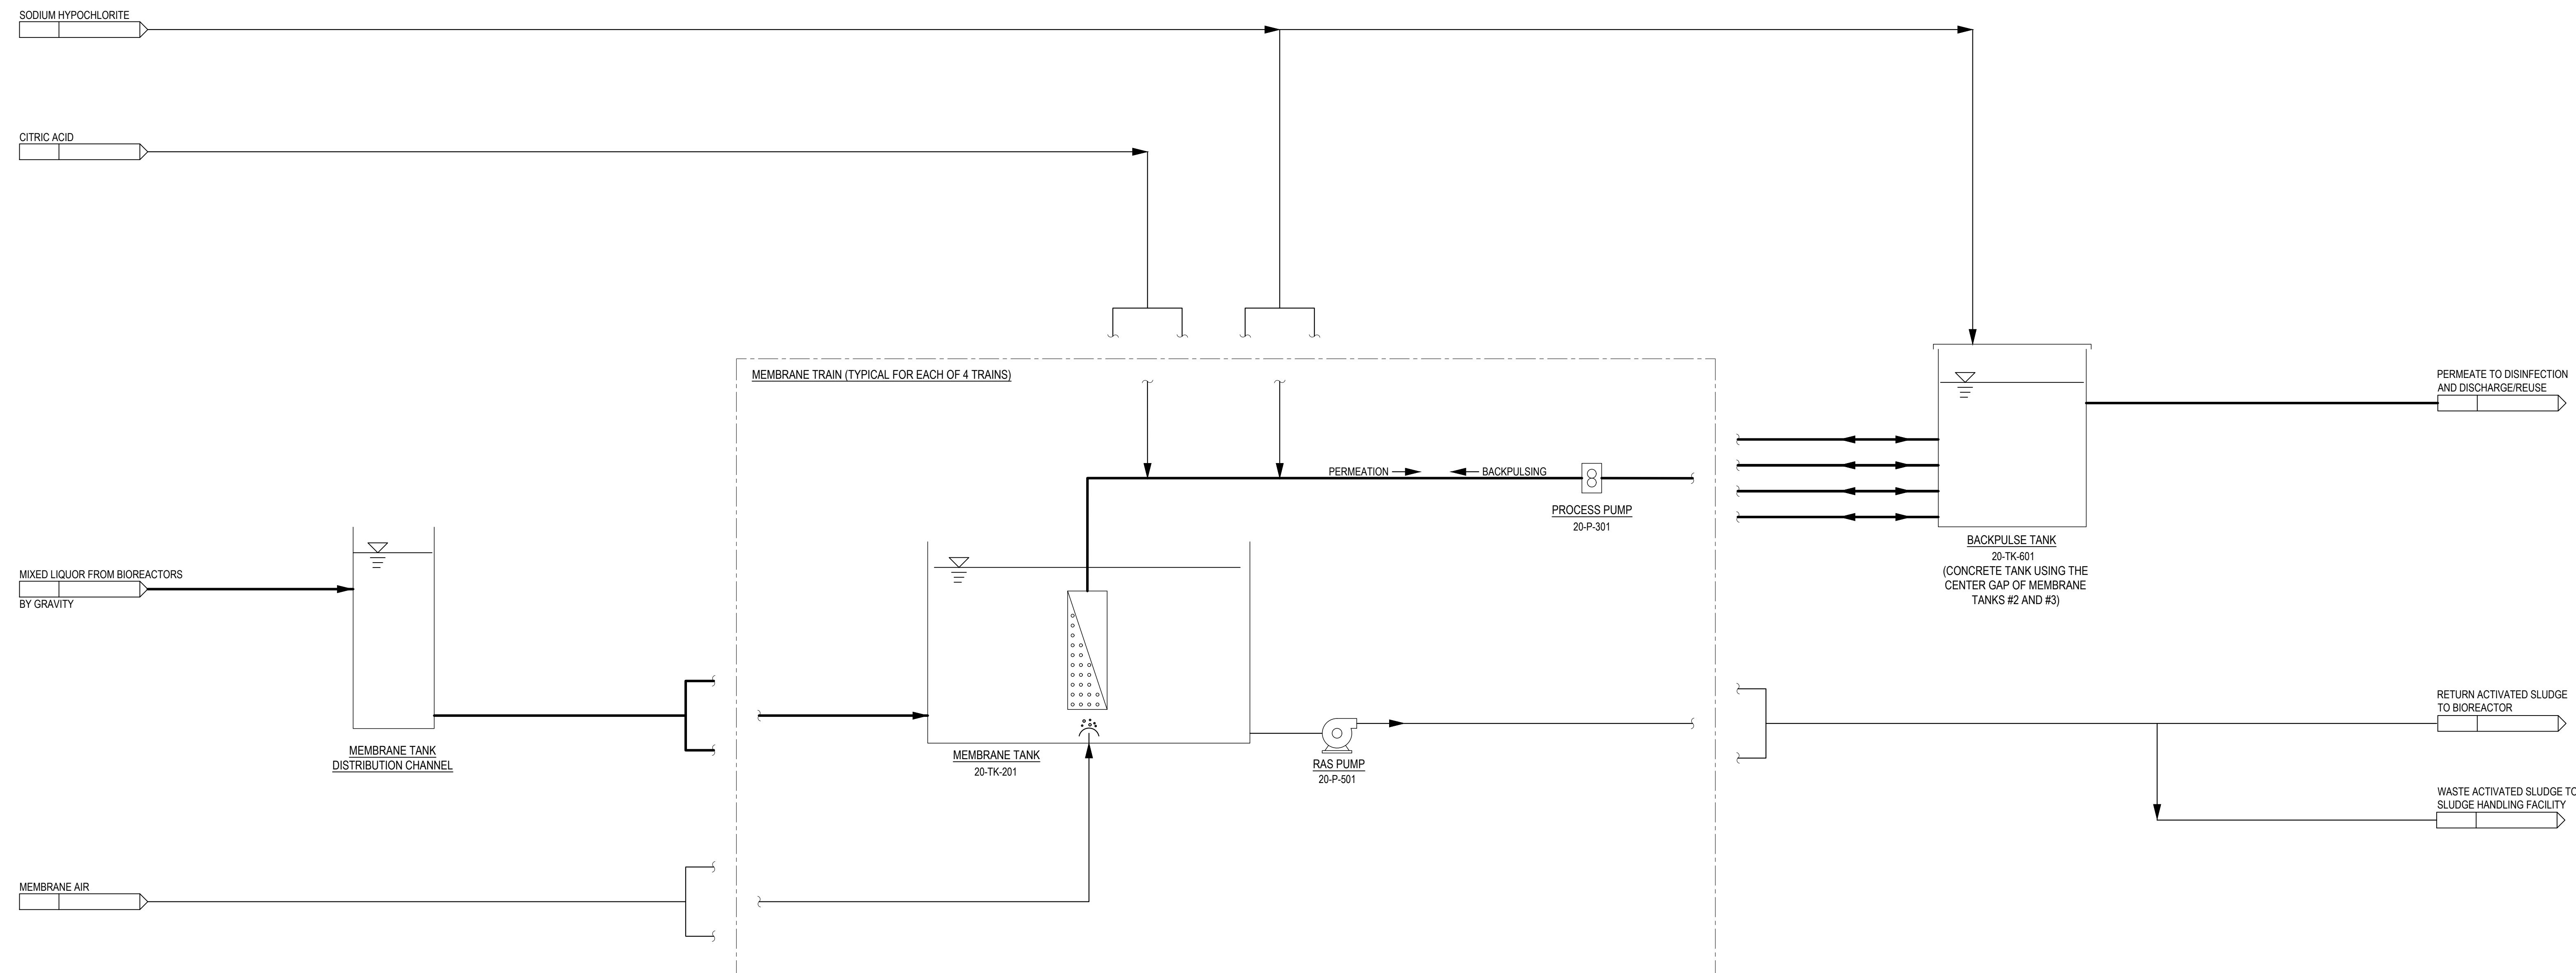 SODIUM HYPOCHLORITE
CITRIC ACID
MEMBRANE TRAIN (TYPICAL FOR EACH OF 4 TRAINS)
PERMEATE TO DISINFECTION
AND DISCHARGE/REUSE
PERMEATION
BACKPULSING
PROCESS PUMP
20-P-301
BACKPULSE TANK
20-TK-601
(CONCRETE TANK USING THE
CENTER GAP OF MEMBRANE
TANKS #2 AND #3)
MIXED LIQUOR FROM BIOREACTORS
BY GRAVITY
MEMBRANE TANK
DISTRIBUTION CHANNEL
MEMBRANE TANK
20-TK-201
RAS PUMP
20-P-501
RETURN ACTIVATED SLUDGE
TO BIOREACTOR
WASTE ACTIVATED SLUDGE TO
SLUDGE HANDLING FACILITY
MEMBRANE AIR